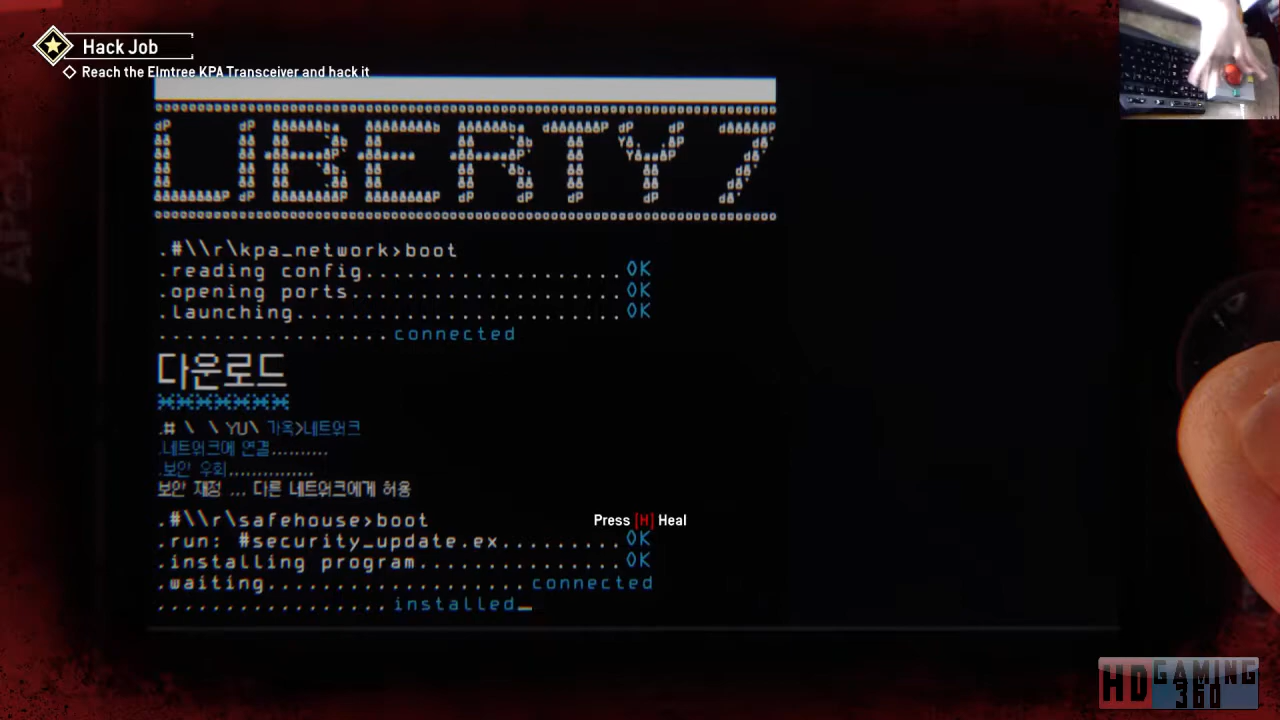 Hack Job
Reach the Elmtree KPA Transceiver and hack it
LIBERTY 7
.#\\r\kpa_network>boot
.reading config......................OK
.opening ports.......................OK
.launching............................OK
....................connected
다운로드
.# \ \ YU\ 가옥>네트워크
.네트워크에 연결..........
.보안 우회...............
보안 재정 ... 다른 네트워크에게 허용
.#\\r\safehouse>boot
Press [H] Heal
.run: #security_update.ex..........OK
.installing program.................OK
.waiting......................connected
....................installed_
HDGAMING
360